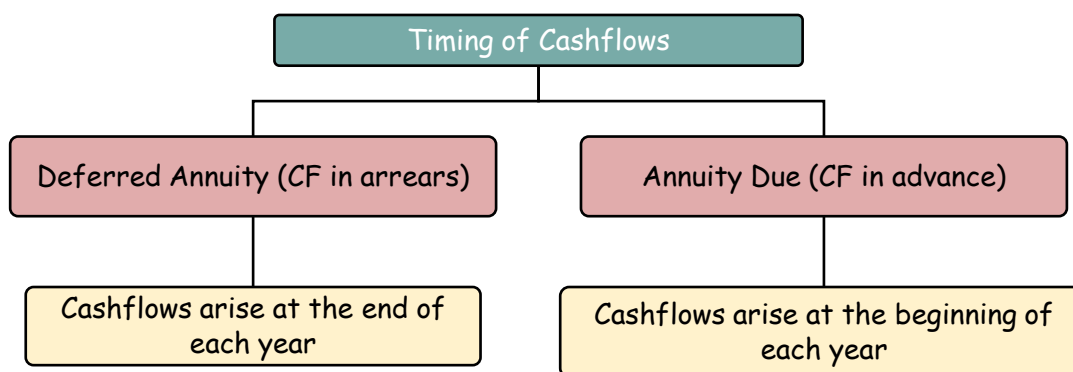 Timing of Cashflows
Deferred Annuity (CF in arrears)
Annuity Due (CF in advance)
Cashflows arise at the end of
each year
Cashflows arise at the beginning of
each year